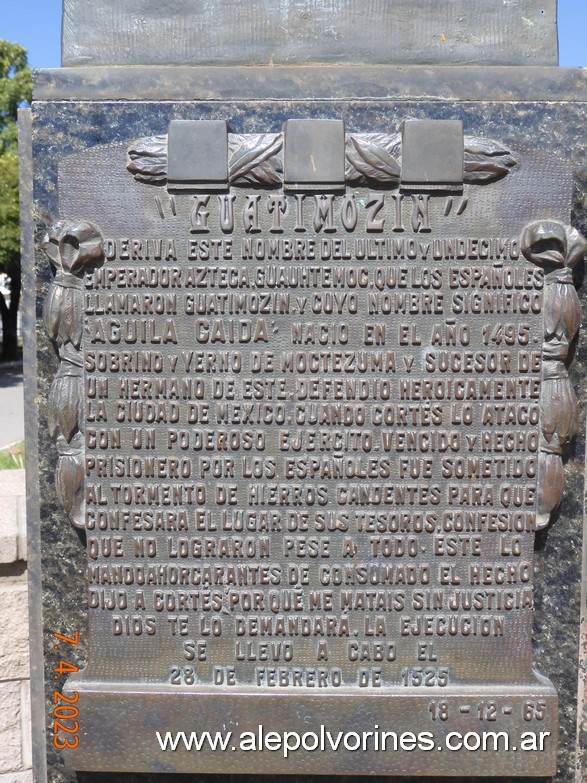 "GUATIMOZIN"
DERIVA ESTE NOMBRE DEL ULTIMO Y UNDECIMO
EMPERADOR AZTECA, GUAUHTEMOC, QUE LOS ESPAÑOLES
LLAMARON GUATIMOZIN Y CUYO NOMBRE SIGNIFICO
"AGUILA CAIDA" NACIO EN EL AÑO 1495.
SOBRINO Y YERNO DE MOCTEZUMA Y SUCESOR DE
UN HERMANO DE ESTE. DEFENDIO HEROICAMENTE
LA CIUDAD DE MEXICO CUANDO CORTÉS LO ATACO
CON UN PODEROSO EJERCITO. VENCIDO Y HECHO
PRISIONERO POR LOS ESPAÑOLES FUE SOMETIDO
AL TORMENTO DE HIERROS CANDENTES PARA QUE
CONFESARA EL LUGAR DE SUS TESOROS, CONFESION
QUE NO LOGRARON PESE A TODO ESTE LO
MANDO AHORCAR ANTES DE CONSUMADO EL HECHO
DIJO A CORTÉS, POR QUÉ ME MATAIS SIN JUSTICIA
DIOS TE LO DEMANDARÁ. LA EJECUCION
SE LLEVO A CABO EL
28 DE FEBRERO DE 1525
18-12-65
www.alepolvorines.com.ar
7.4.2023